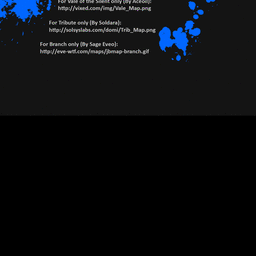 For Vale of the Silent only (By Aceoil):
http://vixed.com/img/Vale_Map.png
For Tribute only (By Soldara):
http://solsyslabs.com/domi/Trib_Map.png
For Branch only (By Sage Eveo):
http://eve-wtf.com/maps/jbmap-branch.gif